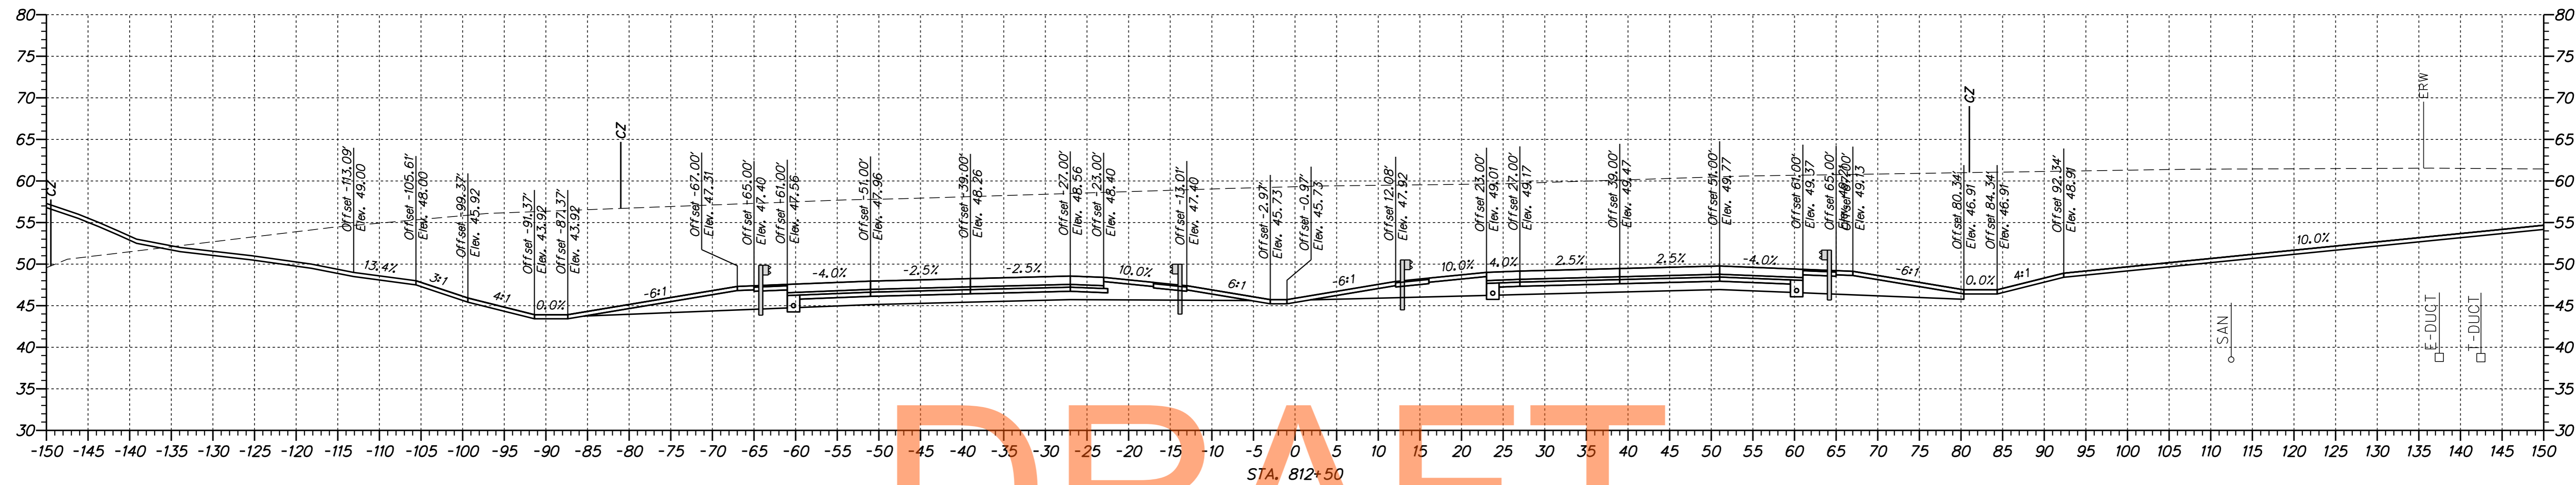 80
75
70
65
60
55
50
45
40
35
30
CZ
Offset -113.09'
Elev. 49.00
13.4%
Offset -105.61'
Elev. 48.00
3:1
Offset -99.37'
Elev. 45.92
4:1
Offset -91.37'
Elev. 43.92
0.0%
Offset -87.37'
Elev. 43.92
CZ
-6:1
Offset -67.00'
Elev. 47.31
Offset -65.00'
Elev. 47.40
Offset -61.00'
Elev. 47.56
-4.0%
Offset -51.00'
Elev. 47.96
-2.5%
Offset -39.00'
Elev. 48.26
-2.5%
Offset -27.00'
Elev. 48.56
Offset -23.00'
Elev. 48.40
10.0%
Offset -13.01'
Elev. 47.40
6:1
Offset -2.97'
Elev. 45.73
Offset -0.97'
Elev. 45.73
-6:1
Offset 12.08'
Elev. 47.92
10.0%
Offset 23.00'
Elev. 49.01
4.0%
Offset 27.00'
Elev. 49.17
2.5%
Offset 39.00'
Elev. 49.47
2.5%
Offset 51.00'
Elev. 49.77
-4.0%
Offset 61.00'
Elev. 49.37
Offset 65.00'
Elev. 49.13
-6:1
Offset 80.34'
Elev. 46.91
CZ
0.0%
Offset 84.34'
Elev. 46.91
4:1
Offset 92.34'
Elev. 48.91
10.0%
SAN
ERW
E-DUCT
T-DUCT
80
75
70
65
60
55
50
45
40
35
30
-150 -145 -140 -135 -130 -125 -120 -115 -110 -105 -100 -95 -90 -85 -80 -75 -70 -65 -60 -55 -50 -45 -40 -35 -30 -25 -20 -15 -10 -5 0 5 10 15 20 25 30 35 40 45 50 55 60 65 70 75 80 85 90 95 100 105 110 115 120 125 130 135 140 145 150
STA. 812+50
DRAFT